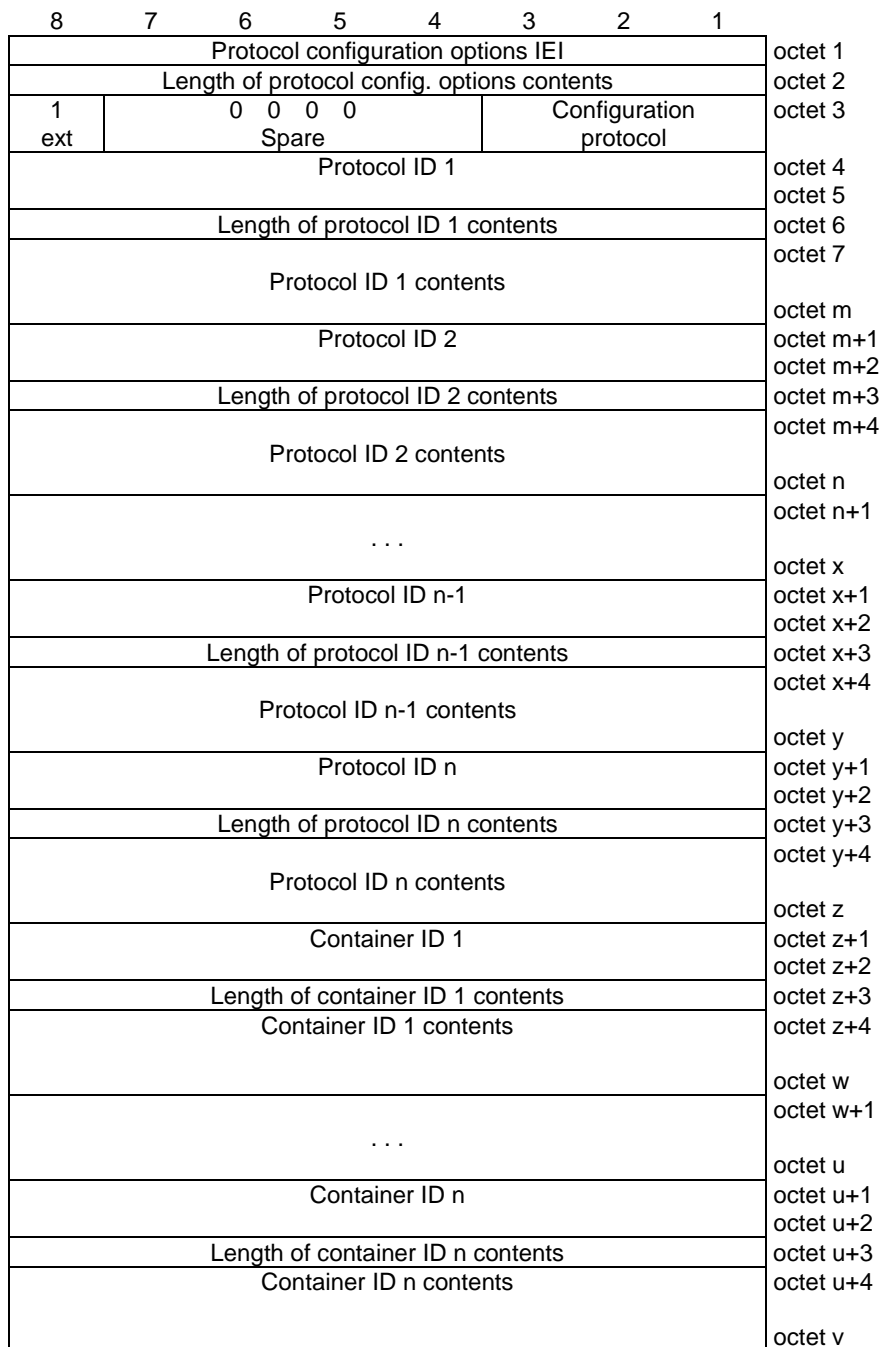 8 7 6 5 4 3 2 1
Protocol configuration options IEI octet 1
Length of protocol config. options contents octet 2
1 0 0 0 0 Configuration octet 3
ext Spare protocol
Protocol ID 1 octet 4
octet 5
Length of protocol ID 1 contents octet 6
octet 7
Protocol ID 1 contents
octet m
Protocol ID 2 octet m+1
octet m+2
Length of protocol ID 2 contents octet m+3
octet m+4
Protocol ID 2 contents
octet n
octet n+1
. . .
octet x
Protocol ID n-1 octet x+1
octet x+2
Length of protocol ID n-1 contents octet x+3
octet x+4
Protocol ID n-1 contents
octet y
Protocol ID n octet y+1
octet y+2
Length of protocol ID n contents octet y+3
octet y+4
Protocol ID n contents
octet z
Container ID 1 octet z+1
octet z+2
Length of container ID 1 contents octet z+3
Container ID 1 contents octet z+4
octet w
octet w+1
. . .
octet u
Container ID n octet u+1
octet u+2
Length of container ID n contents octet u+3
Container ID n contents octet u+4
octet v